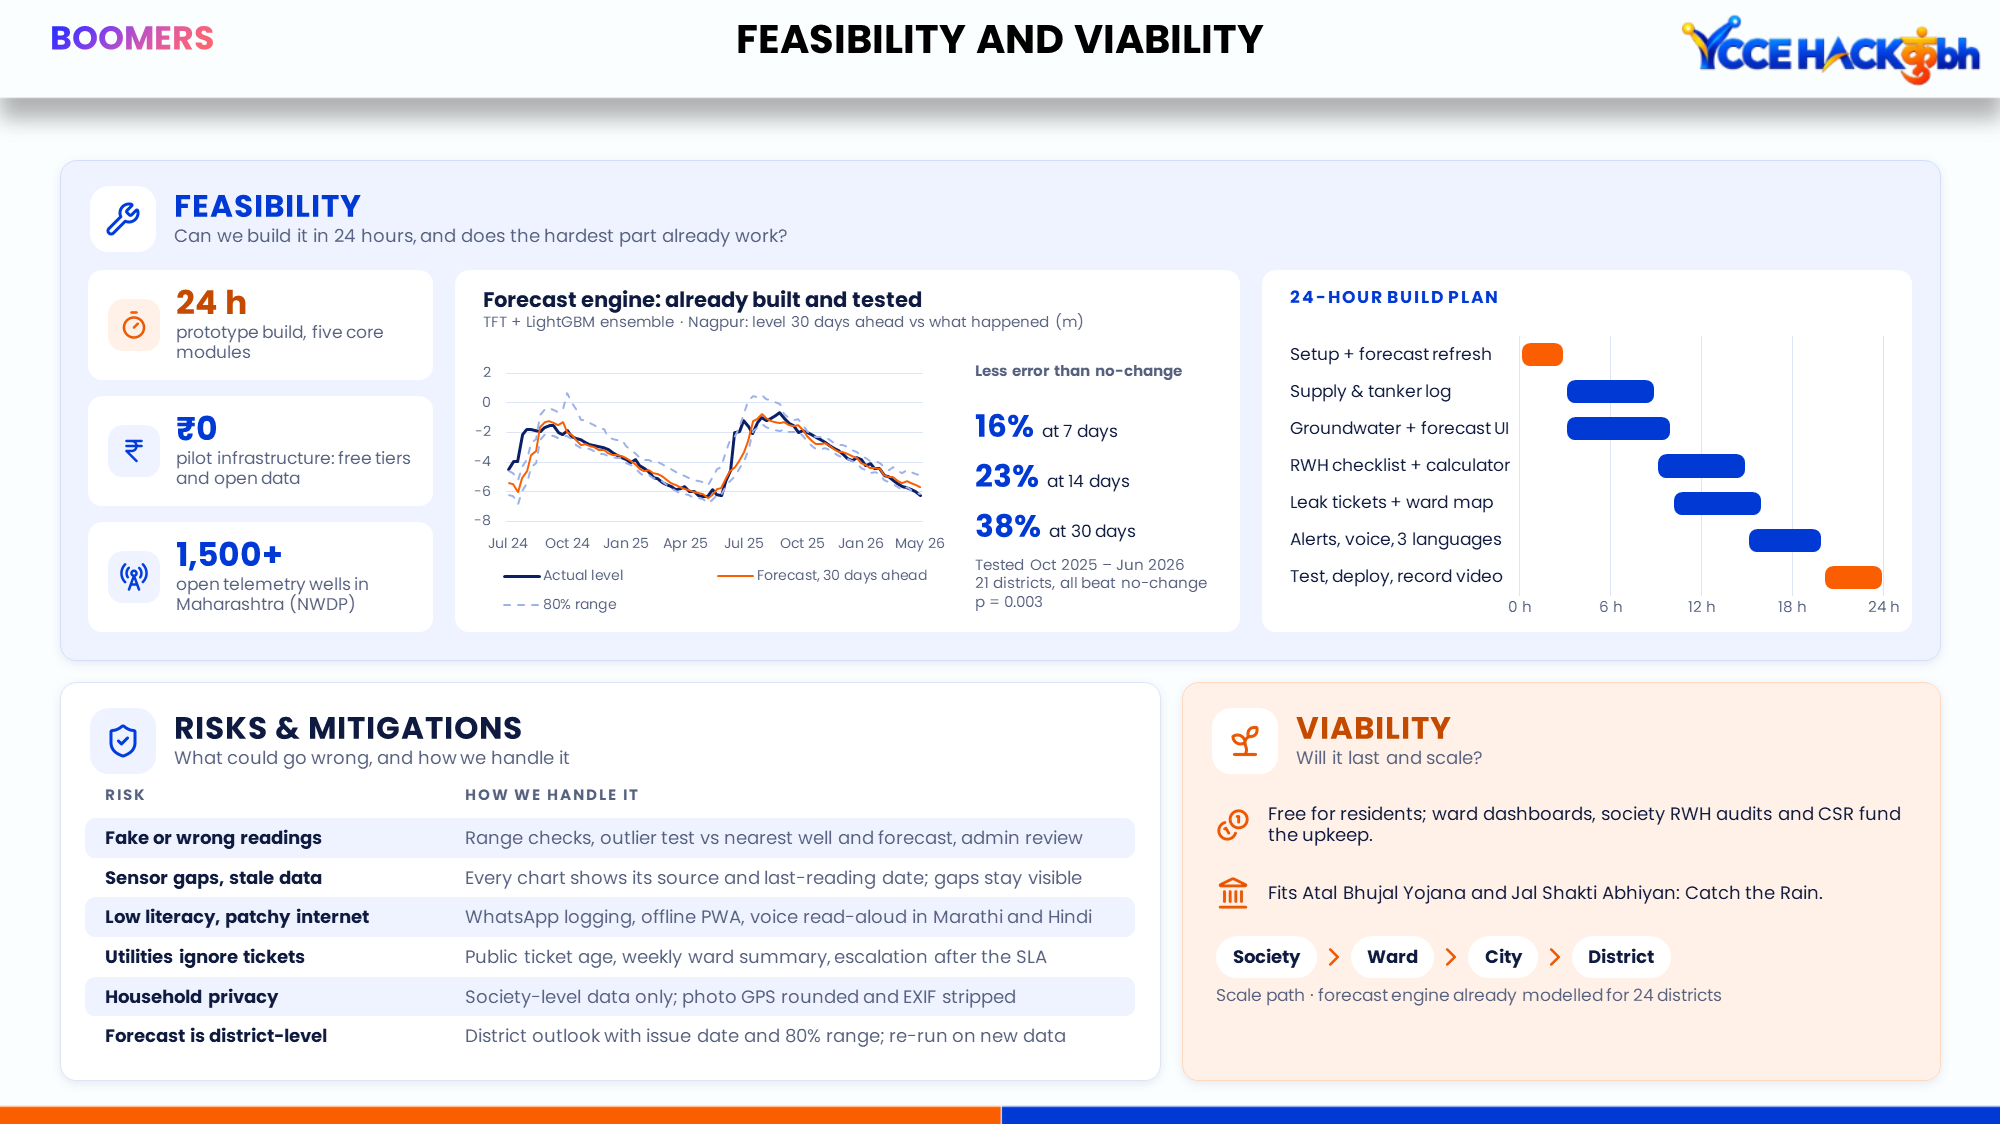 BOOMERS
FEASIBILITY AND VIABILITY
YCCE HACKकुंbh
FEASIBILITY
Can we build it in 24 hours, and does the hardest part already work?
24 h
prototype build, five core
modules
₹0
pilot infrastructure: free tiers
and open data
1,500+
open telemetry wells in
Maharashtra (NWDP)
Forecast engine: already built and tested
TFT + LightGBM ensemble · Nagpur: level 30 days ahead vs what happened (m)
2
0
−2
−4
−6
−8
Jul 24 Oct 24 Jan 25 Apr 25 Jul 25 Oct 25 Jan 26 May 26
Actual level
Forecast, 30 days ahead
80% range
Less error than no-change
16% at 7 days
23% at 14 days
38% at 30 days
Tested Oct 2025 – Jun 2026
21 districts, all beat no-change
p = 0.003
24-HOUR BUILD PLAN
Setup + forecast refresh
Supply & tanker log
Groundwater + forecast UI
RWH checklist + calculator
Leak tickets + ward map
Alerts, voice, 3 languages
Test, deploy, record video
0 h 6 h 12 h 18 h 24 h
RISKS & MITIGATIONS
What could go wrong, and how we handle it
RISK HOW WE HANDLE IT
Fake or wrong readings Range checks, outlier test vs nearest well and forecast, admin review
Sensor gaps, stale data Every chart shows its source and last-reading date; gaps stay visible
Low literacy, patchy internet WhatsApp logging, offline PWA, voice read-aloud in Marathi and Hindi
Utilities ignore tickets Public ticket age, weekly ward summary, escalation after the SLA
Household privacy Society-level data only; photo GPS rounded and EXIF stripped
Forecast is district-level District outlook with issue date and 80% range; re-run on new data
VIABILITY
Will it last and scale?
Free for residents; ward dashboards, society RWH audits and CSR fund
the upkeep.
Fits Atal Bhujal Yojana and Jal Shakti Abhiyan: Catch the Rain.
Society Ward City District
Scale path · forecast engine already modelled for 24 districts